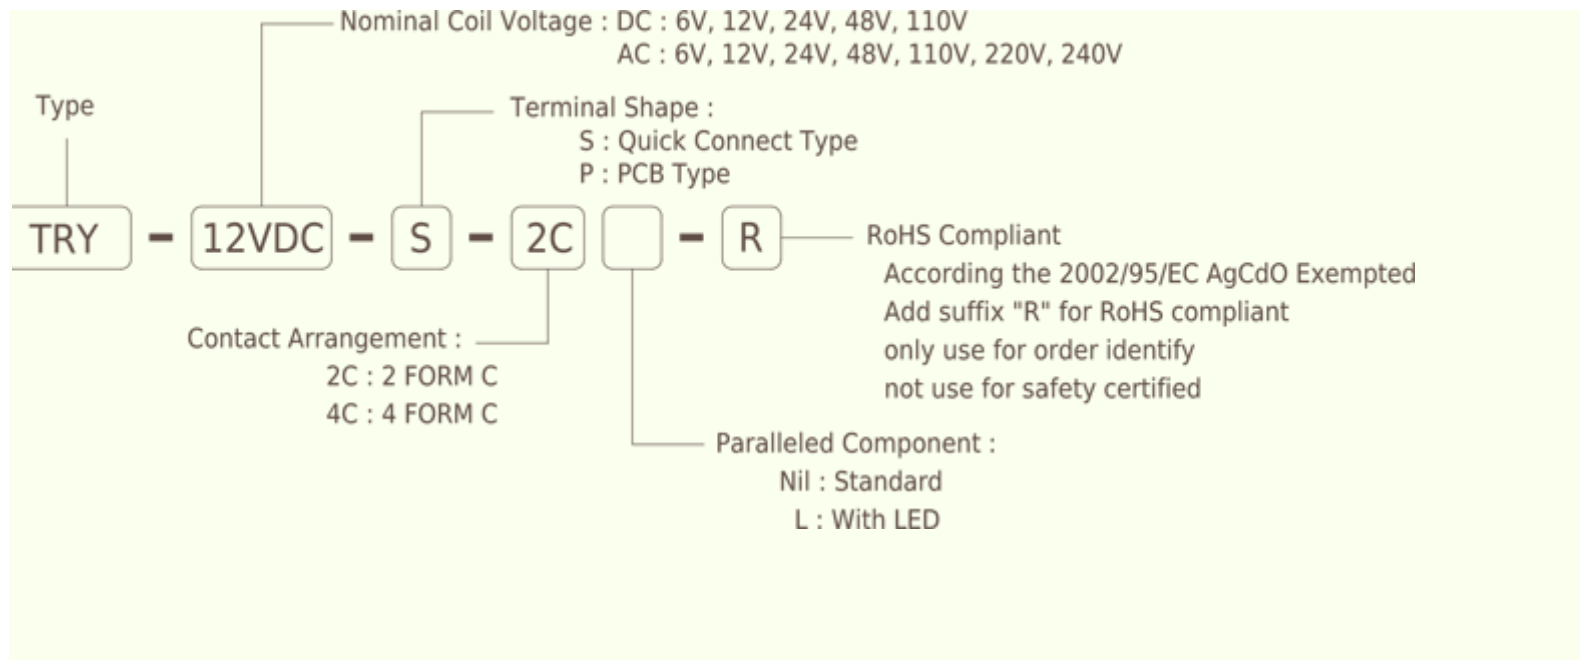 Nominal Coil Voltage : DC : 6V, 12V, 24V, 48V, 110V
AC : 6V, 12V, 24V, 48V, 110V, 220V, 240V
Type
Terminal Shape :
S : Quick Connect Type
P : PCB Type
TRY - 12VDC - S - 2C - R
RoHS Compliant
According the 2002/95/EC AgCdO Exempted
Add suffix "R" for RoHS compliant
only use for order identify
not use for safety certified
Contact Arrangement :
2C : 2 FORM C
4C : 4 FORM C
Paralleled Component :
Nil : Standard
L : With LED